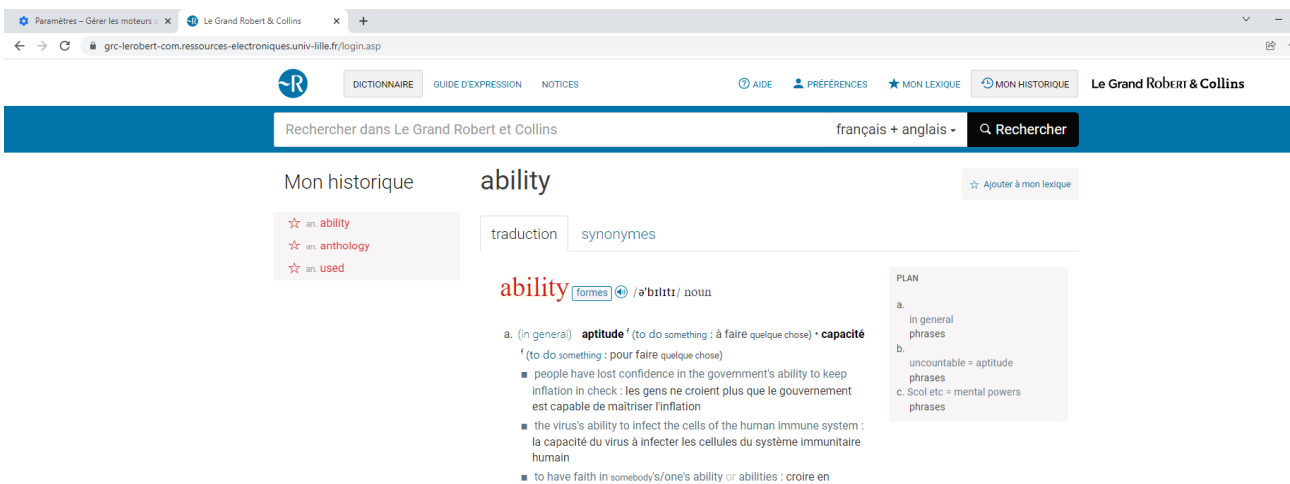 Paramètres – Gérer les moteurs d
Le Grand Robert & Collins
grc-lerobert-com.ressources-electroniques.univ-lille.fr/login.asp
R DICTIONNAIRE GUIDE D'EXPRESSION NOTICES AIDE PRÉFÉRENCES MON LEXIQUE MON HISTORIQUE Le Grand Robert & Collins
Rechercher dans Le Grand Robert et Collins français + anglais Rechercher
Mon historique
an. ability
an. anthology
an. used
ability
Ajouter à mon lexique
traduction synonymes
ability formes /ə'bɪlɪtɪ/ noun
a. (in general) aptitude f (to do something : à faire quelque chose) • capacité
f (to do something : pour faire quelque chose)
■ people have lost confidence in the government's ability to keep
inflation in check : les gens ne croient plus que le gouvernement
est capable de maîtriser l'inflation
■ the virus's ability to infect the cells of the human immune system :
la capacité du virus à infecter les cellules du système immunitaire
humain
■ to have faith in somebody's/one's ability or abilities : croire en
PLAN
a.
in general
phrases
b.
uncountable = aptitude
phrases
c. Scol etc = mental powers
phrases